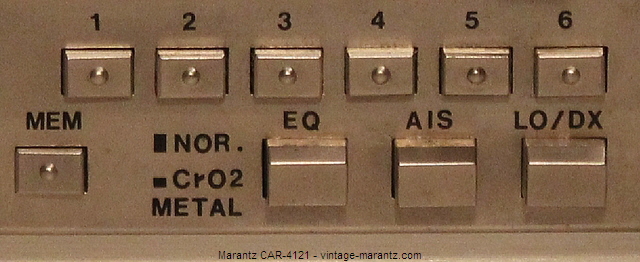 1 2 3 4 5 6
MEM EQ AIS LO/DX
NOR.
CrO2
METAL
Marantz CAR-4121 - vintage-marantz.com